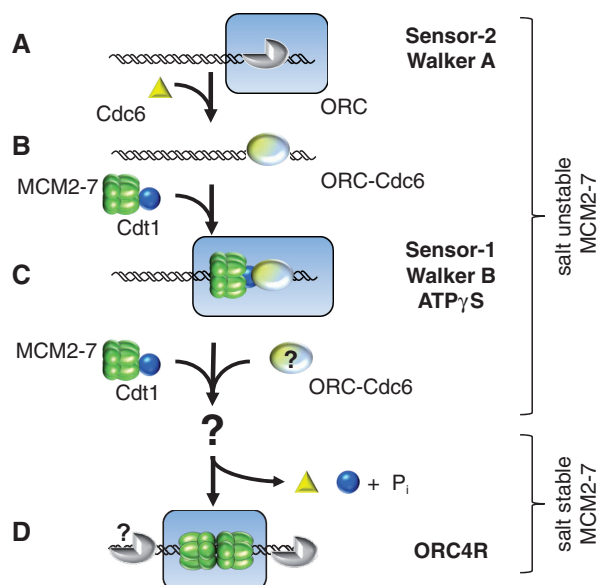 A
Sensor-2
Walker A
Cdc6
ORC
B
ORC-Cdc6
MCM2-7
Cdt1
salt unstable
MCM2-7
C
Sensor-1
Walker B
ATPγS
MCM2-7
Cdt1
?
ORC-Cdc6
?
+ Pi
salt stable
MCM2-7
D
?
ORC4R